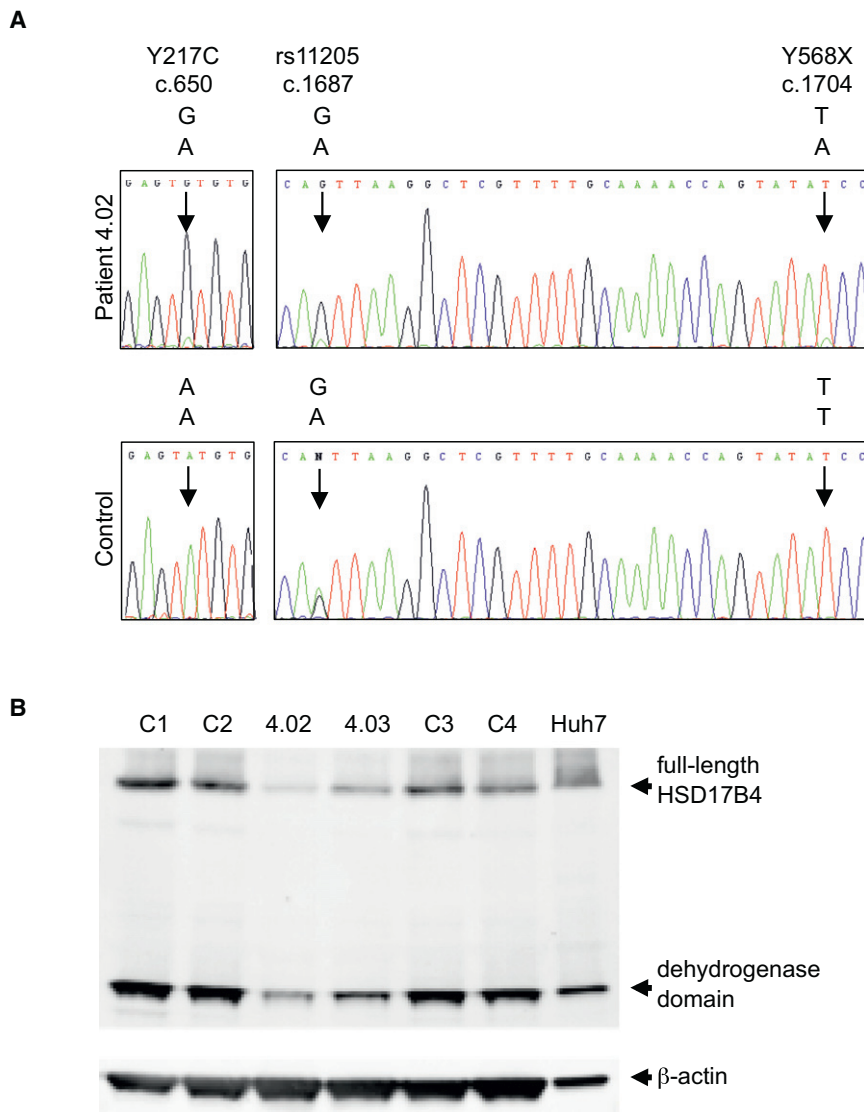 A
Y217C rs11205 Y568X
c.650 c.1687 c.1704
G G T
A A A
Patient 4.02
G A G T G T G T G C A G T T A A G G C T C G T T T T G C A A A A C C A G T A T A T C C
A G T
A A T
Control
G A G T A T G T G C A N T T A A G G C T C G T T T T G C A A A A C C A G T A T A T C C
B
C1 C2 4.02 4.03 C3 C4 Huh7
full-length
HSD17B4
dehydrogenase
domain
β-actin